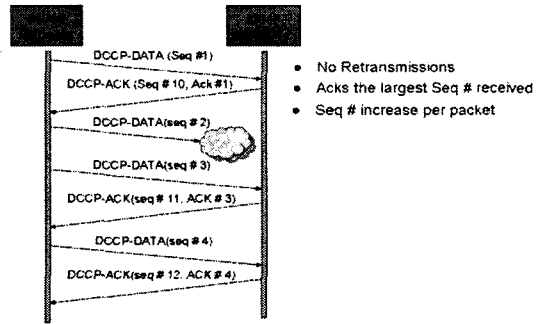 DCCP-DATA (Seq #1)
DCCP-ACK (Seq # 10, Ack #1)
DCCP-DATA(seq # 2)
DCCP-DATA(seq # 3)
DCCP-ACK(seq # 11, ACK # 3)
DCCP-DATA(seq # 4)
DCCP-ACK(seq # 12, ACK # 4)
• No Retransmissions
• Acks the largest Seq # received
• Seq # increase per packet